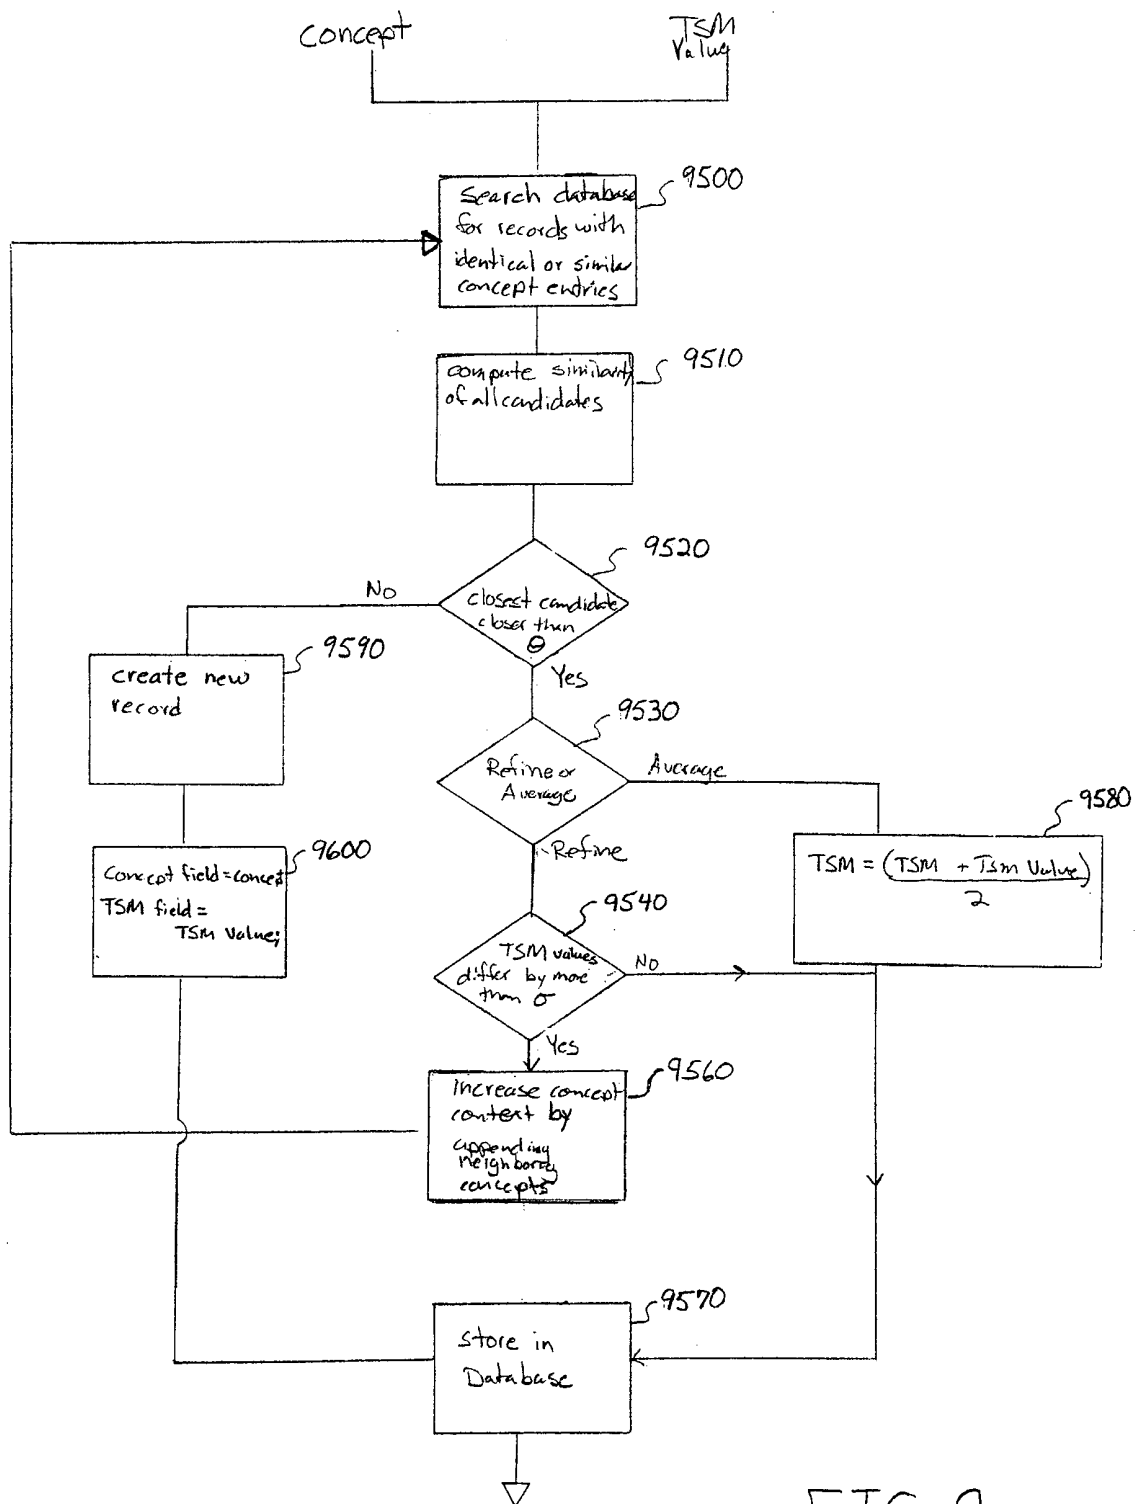 Concept
TSM
Value
9500
Search database
for records with
identical or similar
concept entries
9510
compute similarity
of all candidates
9520
closest candidate
closer than
θ
No
Yes
9590
create new
record
9530
Refine or
Average
Average
Refine
9580
TSM = (TSM + Tsm Value)
2
9600
Concept field = concept
TSM field =
TSM Value;
9540
TSM values
differ by more
than σ
No
Yes
9560
Increase concept
context by
appending
neighboring
concepts
9570
Store in
Database